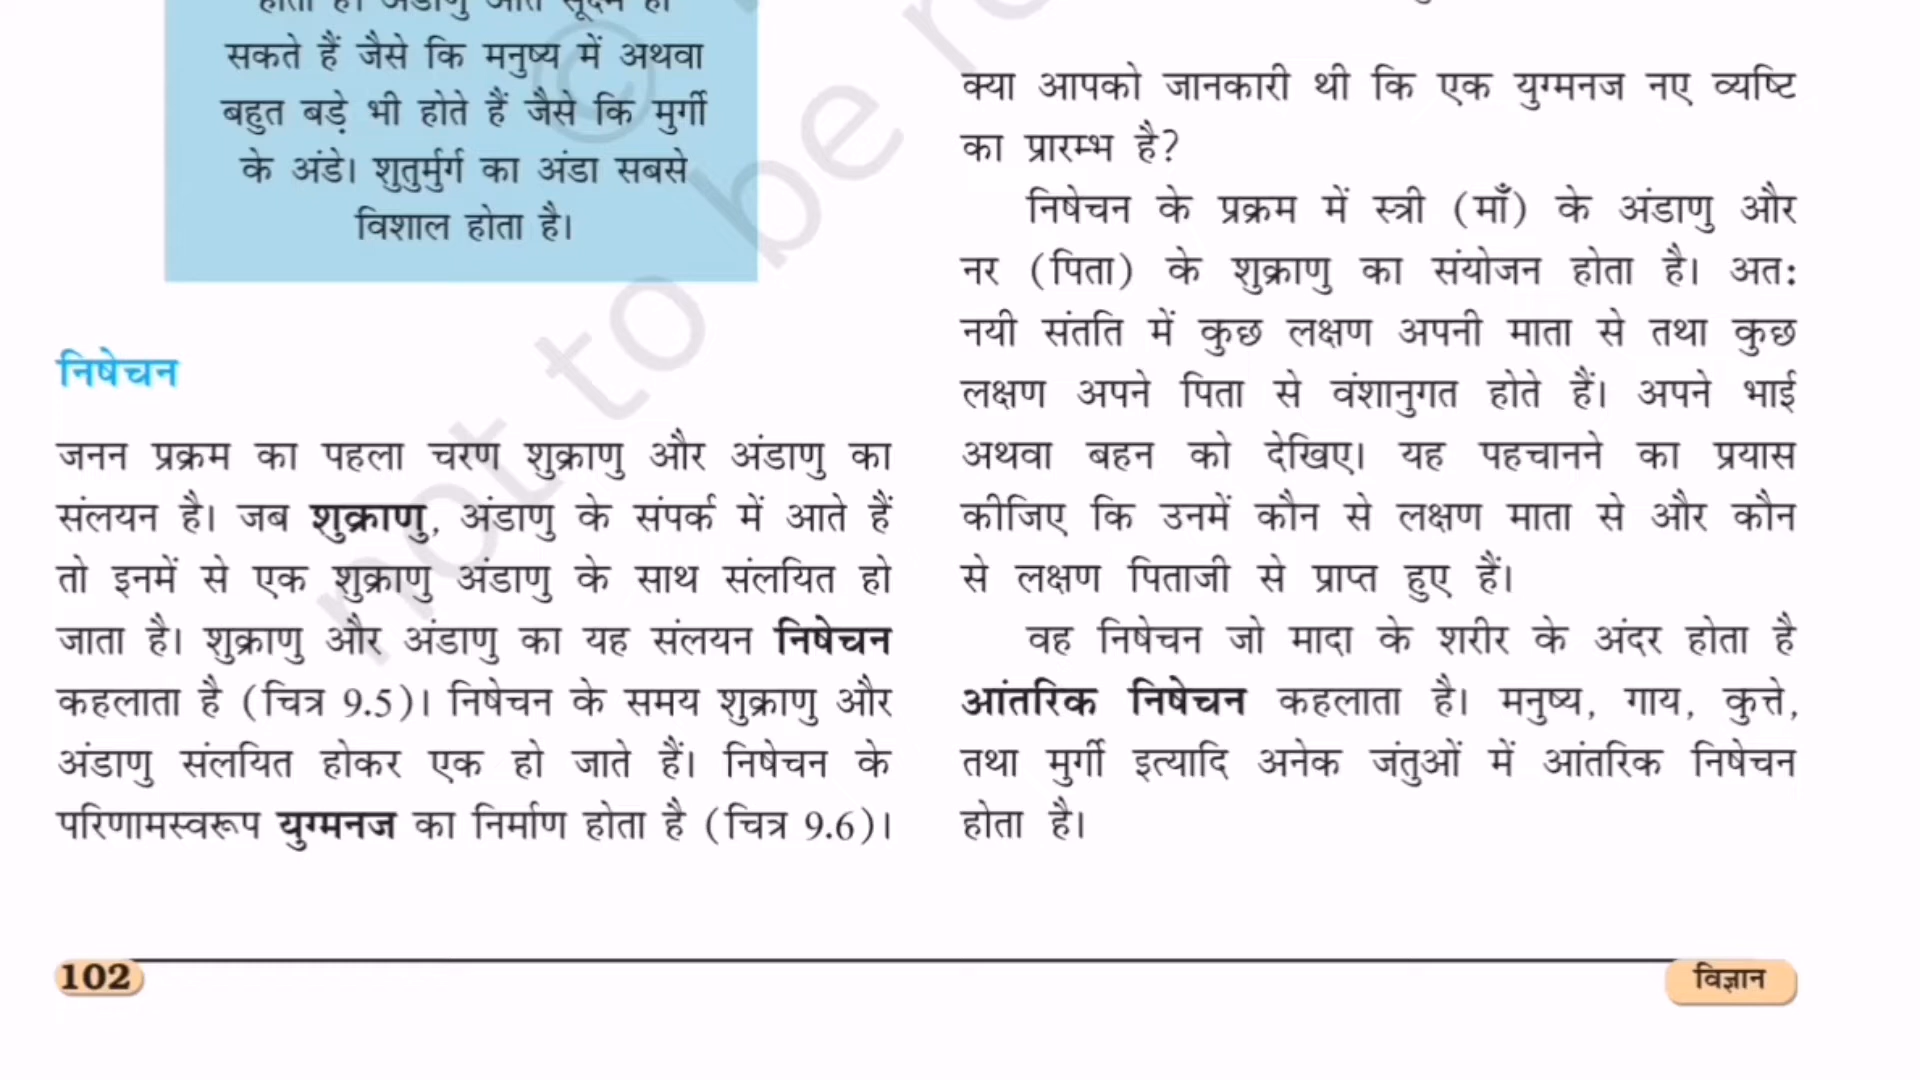 सकते हैं जैसे कि मनुष्य में अथवा
बहुत बड़े भी होते हैं जैसे कि मुर्गी
के अंडे। शुतुर्मुर्ग का अंडा सबसे
विशाल होता है।
निषेचन
जनन प्रक्रम का पहला चरण शुक्राणु और अंडाणु का
संलयन है। जब शुक्राणु, अंडाणु के संपर्क में आते हैं
तो इनमें से एक शुक्राणु अंडाणु के साथ संलयित हो
जाता है। शुक्राणु और अंडाणु का यह संलयन निषेचन
कहलाता है (चित्र 9.5)। निषेचन के समय शुक्राणु और
अंडाणु संलयित होकर एक हो जाते हैं। निषेचन के
परिणामस्वरूप युग्मनज का निर्माण होता है (चित्र 9.6)।
क्या आपको जानकारी थी कि एक युग्मनज नए व्यष्टि
का प्रारम्भ है?
निषेचन के प्रक्रम में स्त्री (माँ) के अंडाणु और
नर (पिता) के शुक्राणु का संयोजन होता है। अतः
नयी संतति में कुछ लक्षण अपनी माता से तथा कुछ
लक्षण अपने पिता से वंशानुगत होते हैं। अपने भाई
अथवा बहन को देखिए। यह पहचानने का प्रयास
कीजिए कि उनमें कौन से लक्षण माता से और कौन
से लक्षण पिताजी से प्राप्त हुए हैं।
वह निषेचन जो मादा के शरीर के अंदर होता है
आंतरिक निषेचन कहलाता है। मनुष्य, गाय, कुत्ते,
तथा मुर्गी इत्यादि अनेक जंतुओं में आंतरिक निषेचन
होता है।
102
विज्ञान
©
not to be